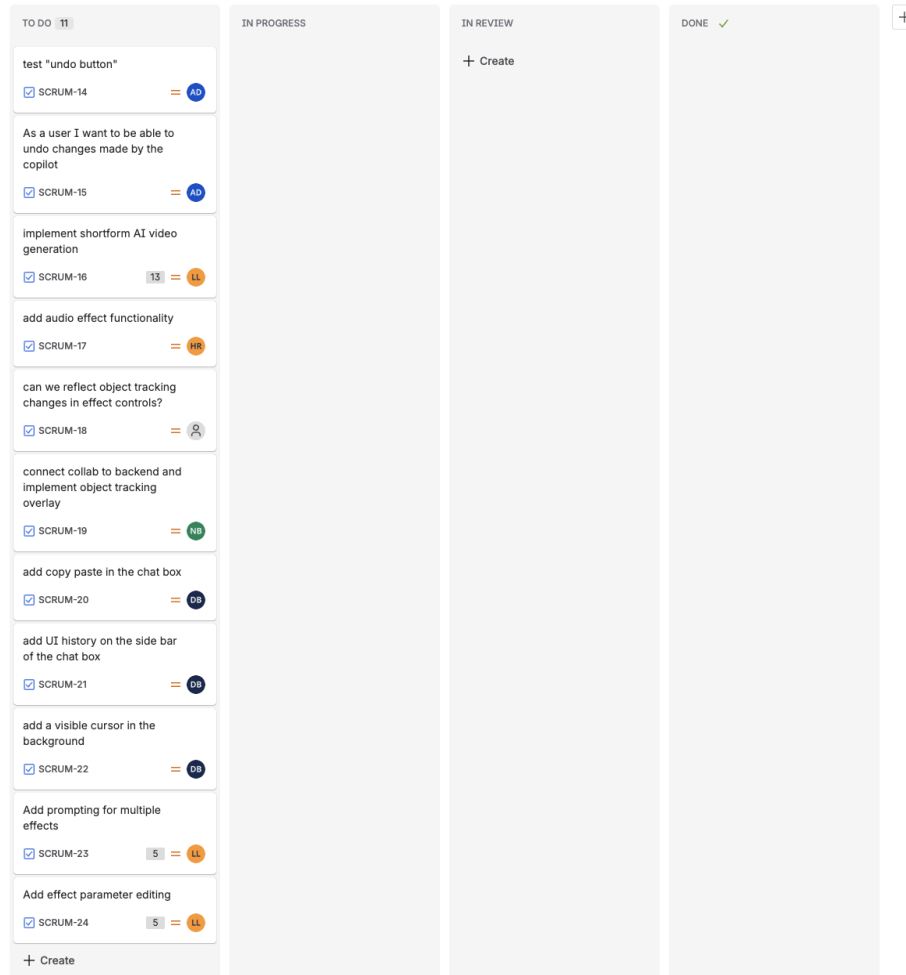 TO DO 11
test "undo button"
SCRUM-14
AD
As a user I want to be able to
undo changes made by the
copilot
SCRUM-15
AD
implement shortform AI video
generation
SCRUM-16
13
LL
add audio effect functionality
SCRUM-17
HR
can we reflect object tracking
changes in effect controls?
SCRUM-18
connect collab to backend and
implement object tracking
overlay
SCRUM-19
NB
add copy paste in the chat box
SCRUM-20
DB
add UI history on the side bar
of the chat box
SCRUM-21
DB
add a visible cursor in the
background
SCRUM-22
DB
Add prompting for multiple
effects
SCRUM-23
5
LL
Add effect parameter editing
SCRUM-24
5
LL
+ Create
IN PROGRESS
IN REVIEW
+ Create
DONE